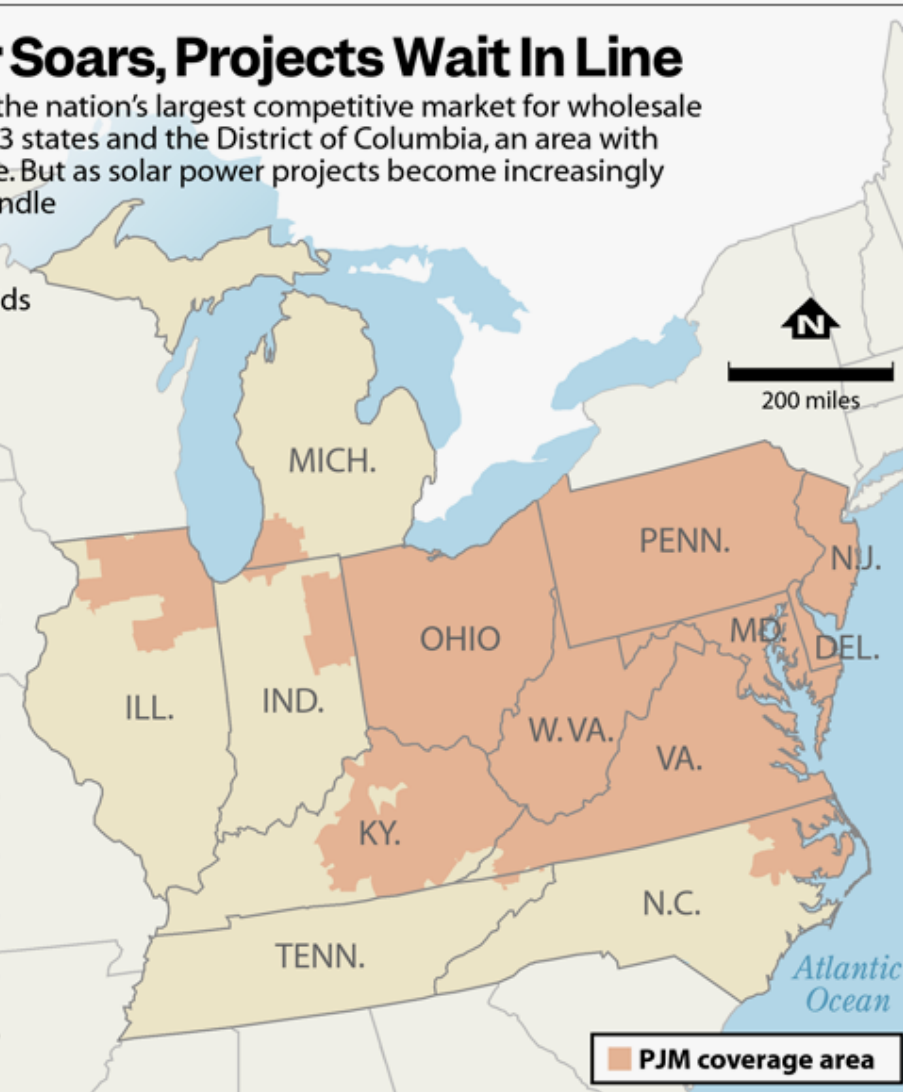 Soars, Projects Wait In Line
the nation's largest competitive market for wholesale
3 states and the District of Columbia, an area with
e. But as solar power projects become increasingly
ndle
ds
N
200 miles
MICH.
PENN.
N.J.
OHIO
MD.
DEL.
ILL.
IND.
W.VA.
VA.
KY.
N.C.
TENN.
Atlantic
Ocean
PJM coverage area